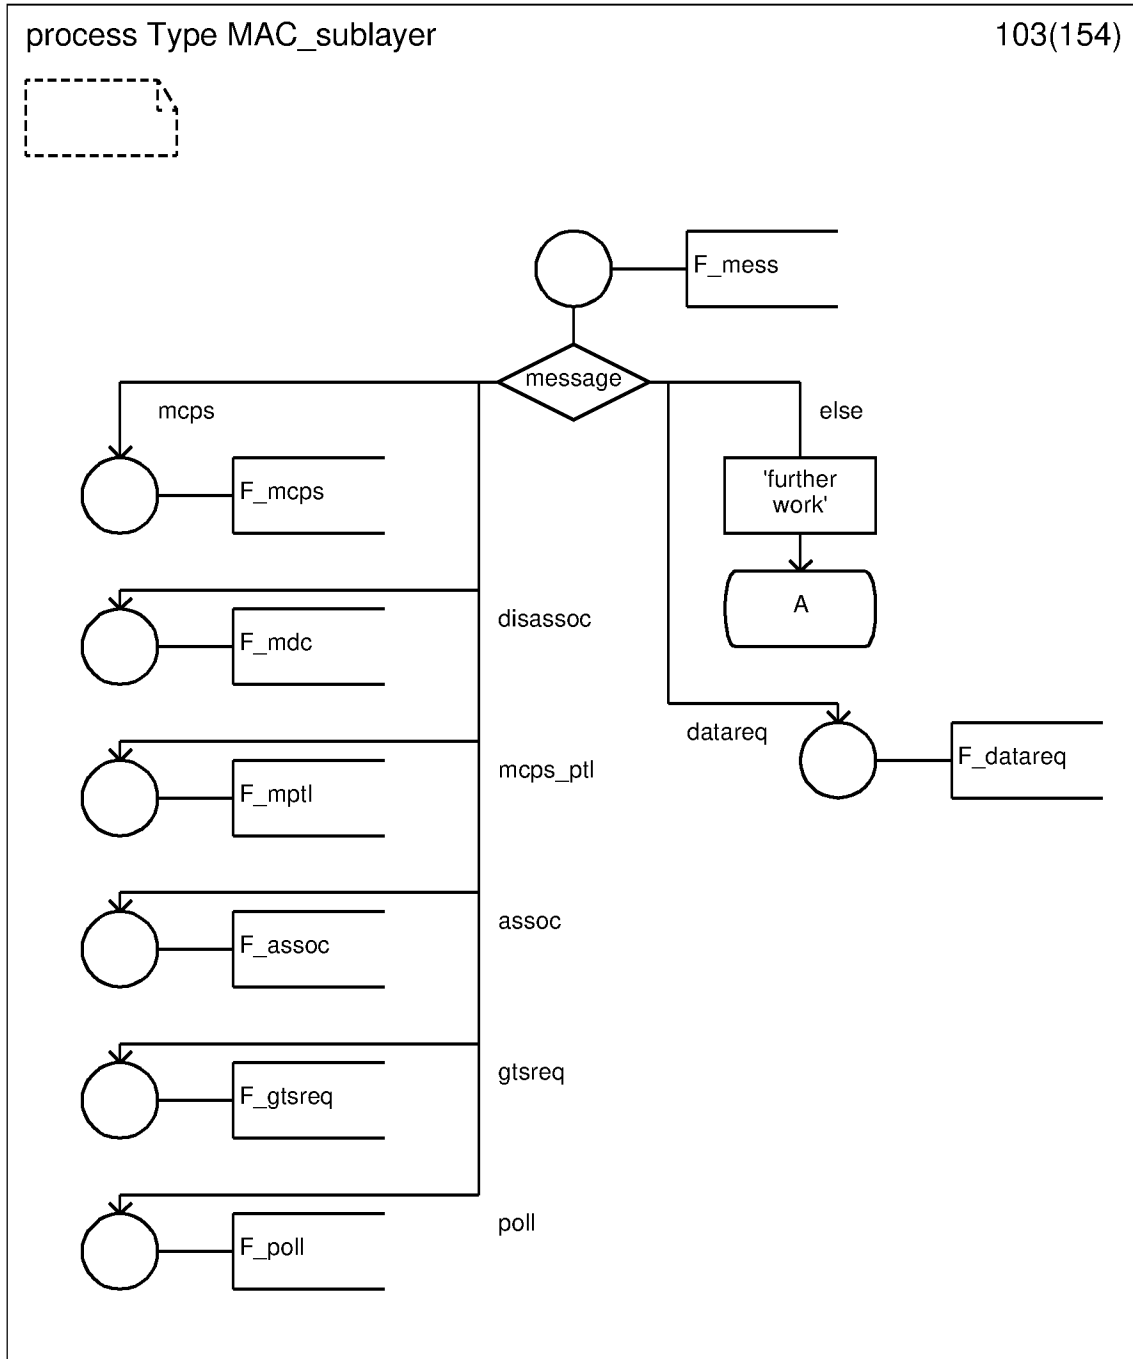 process Type MAC_sublayer
103(154)
F_mess
message
mcps
else
F_mcps
'further
work'
disassoc
A
F_mdc
datareq
mcps_ptl
F_datareq
F_mptl
assoc
F_assoc
gtsreq
F_gtsreq
poll
F_poll